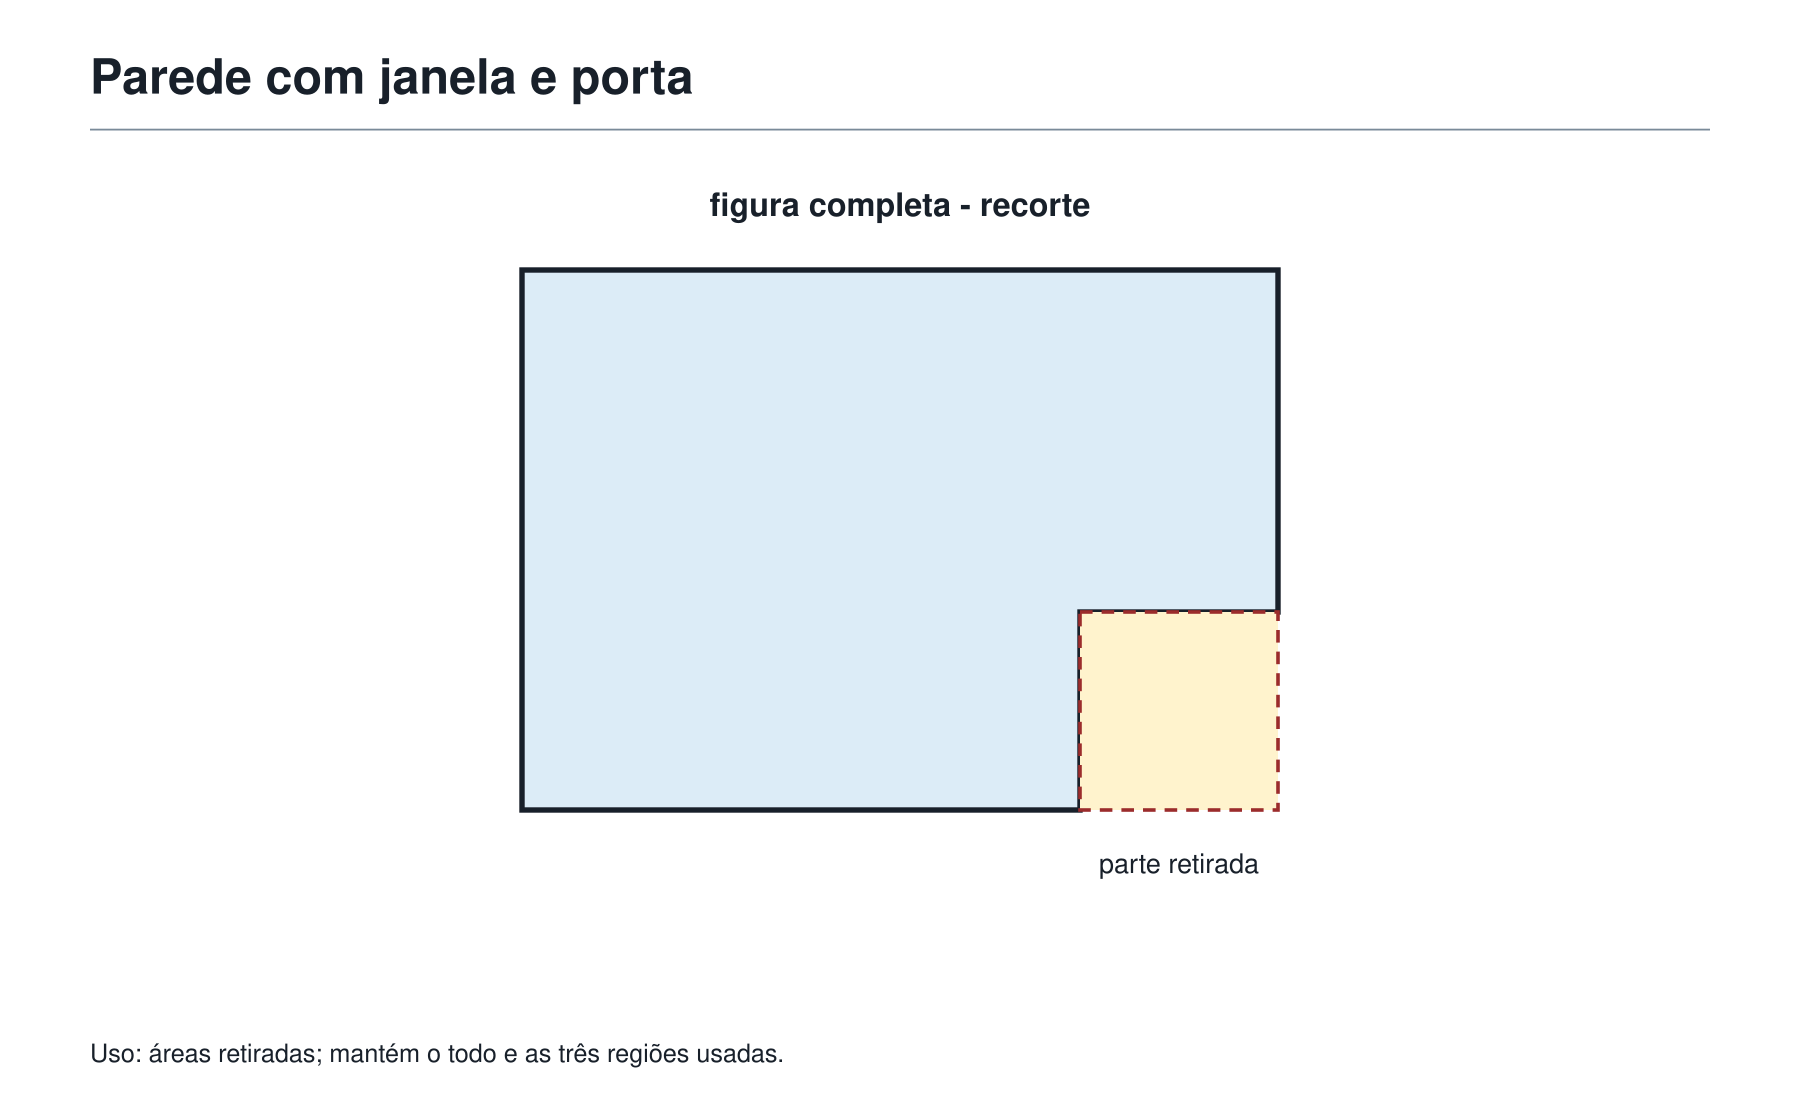 Parede com janela e porta
figura completa - recorte
parte retirada
Uso: áreas retiradas; mantém o todo e as três regiões usadas.